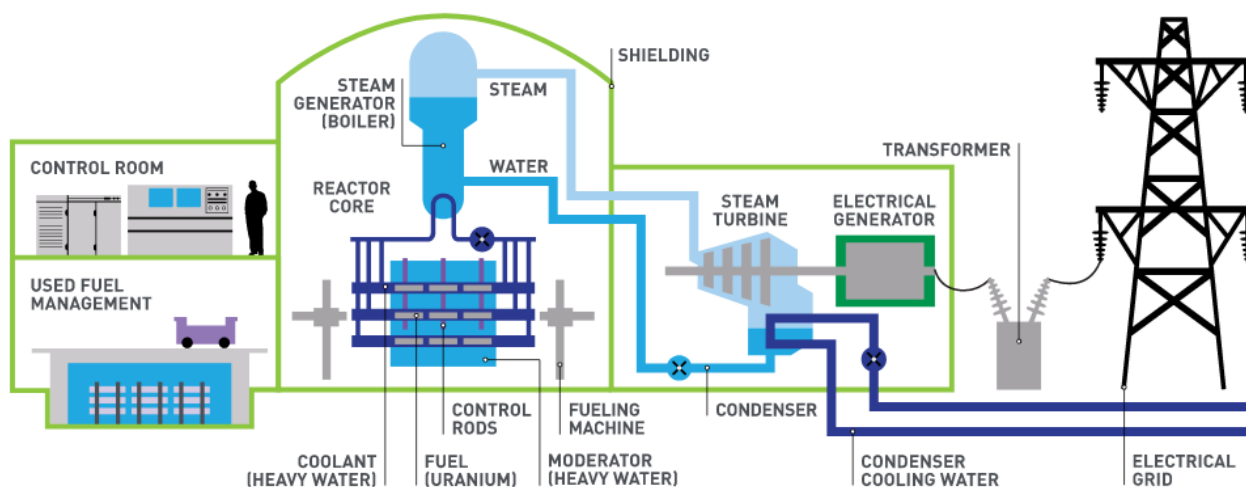 SHIELDING
STEAM
GENERATOR
(BOILER)
STEAM
CONTROL ROOM
WATER
REACTOR
CORE
TRANSFORMER
STEAM
TURBINE
ELECTRICAL
GENERATOR
USED FUEL
MANAGEMENT
CONTROL
RODS
FUELING
MACHINE
CONDENSER
COOLANT
(HEAVY WATER)
FUEL
(URANIUM)
MODERATOR
(HEAVY WATER)
CONDENSER
COOLING WATER
ELECTRICAL
GRID